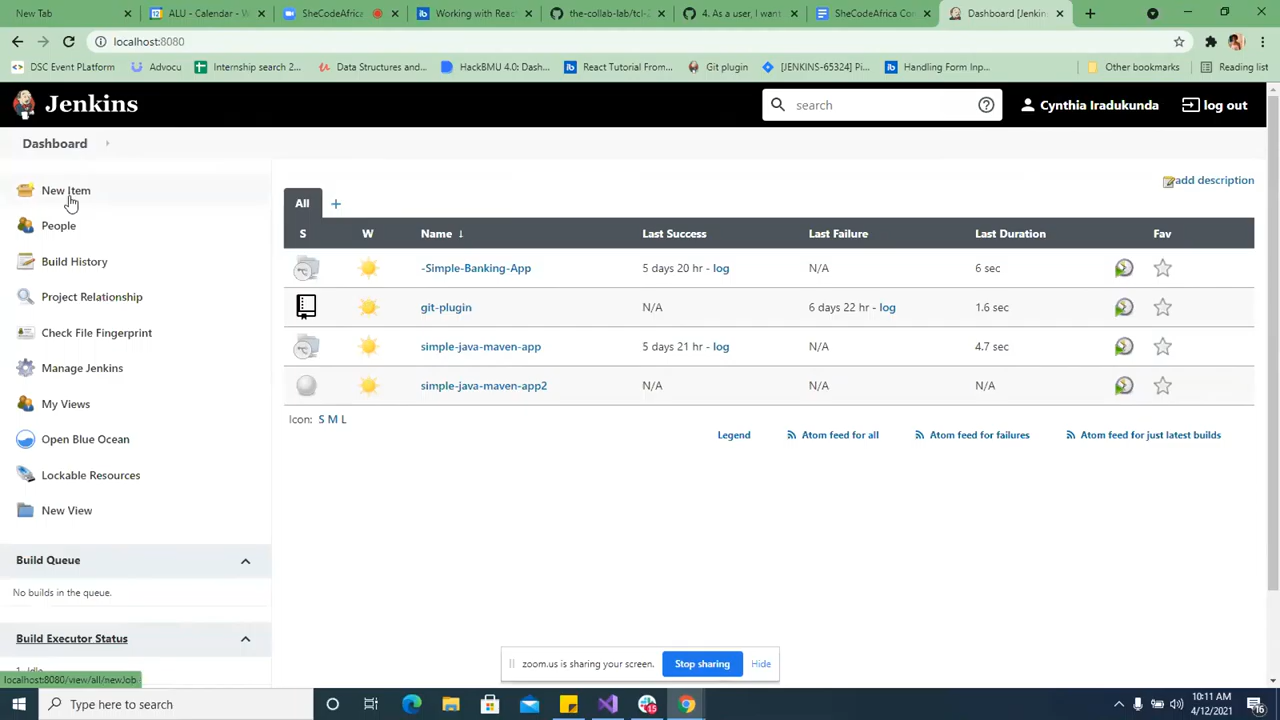 New Tab
ALU - Calendar - W
SheCodeAfrica
Working with Reac
the-collab-lab/tcl-2
4. As a user, I want
SheCodeAfrica Con
Dashboard [Jenkins
localhost:8080
DSC Event PLatform
Advocu
Internship search 2...
Data Structures and...
HackBMU 4.0: Dash...
React Tutorial From...
Git plugin
[JENKINS-65324] Pi...
Handling Form Inp...
Other bookmarks
Reading list
Jenkins
search
Cynthia Iradukunda
log out
Dashboard
New Item
People
Build History
Project Relationship
Check File Fingerprint
Manage Jenkins
My Views
Open Blue Ocean
Lockable Resources
New View
Build Queue
No builds in the queue.
Build Executor Status
1 Idle
localhost:8080/view/all/newJob
add description
All +
S W Name ↓ Last Success Last Failure Last Duration Fav
-Simple-Banking-App 5 days 20 hr - log N/A 6 sec
git-plugin N/A 6 days 22 hr - log 1.6 sec
simple-java-maven-app 5 days 21 hr - log N/A 4.7 sec
simple-java-maven-app2 N/A N/A N/A
Icon: S M L
Legend
Atom feed for all
Atom feed for failures
Atom feed for just latest builds
zoom.us is sharing your screen.
Stop sharing
Hide
Type here to search
10:11 AM
4/12/2021